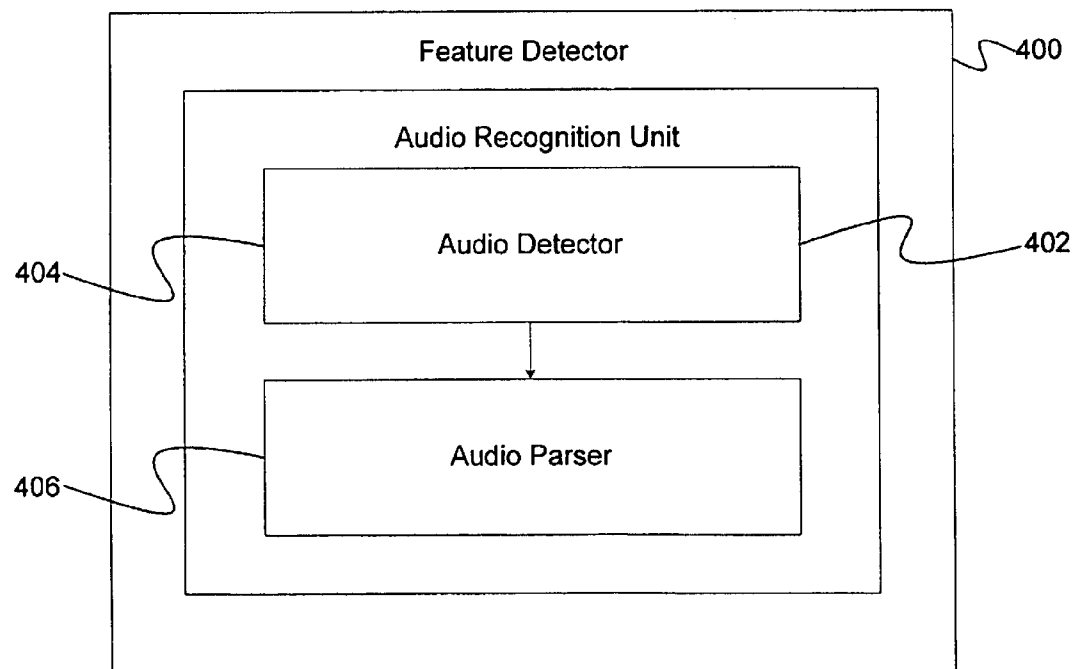 Feature Detector
400
Audio Recognition Unit
Audio Detector
404
402
Audio Parser
406